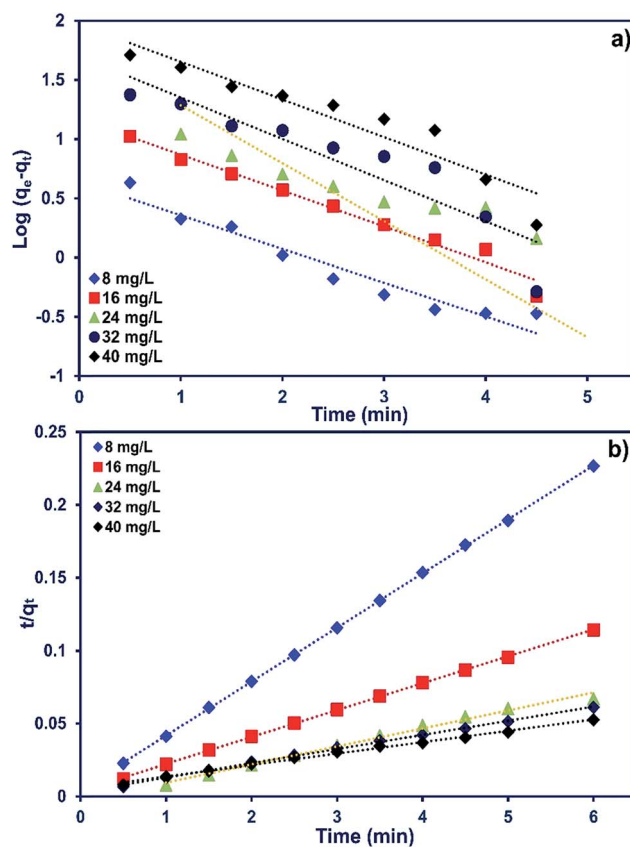 a)
2
1.5
1
0.5
0
-0.5
-1
Log (qe-qt)
8 mg/L
16 mg/L
24 mg/L
32 mg/L
40 mg/L
0 1 2 3 4 5
Time (min)
b)
0.25
0.2
0.15
0.1
0.05
0
t/qt
8 mg/L
16 mg/L
24 mg/L
32 mg/L
40 mg/L
0 1 2 3 4 5 6
Time (min)